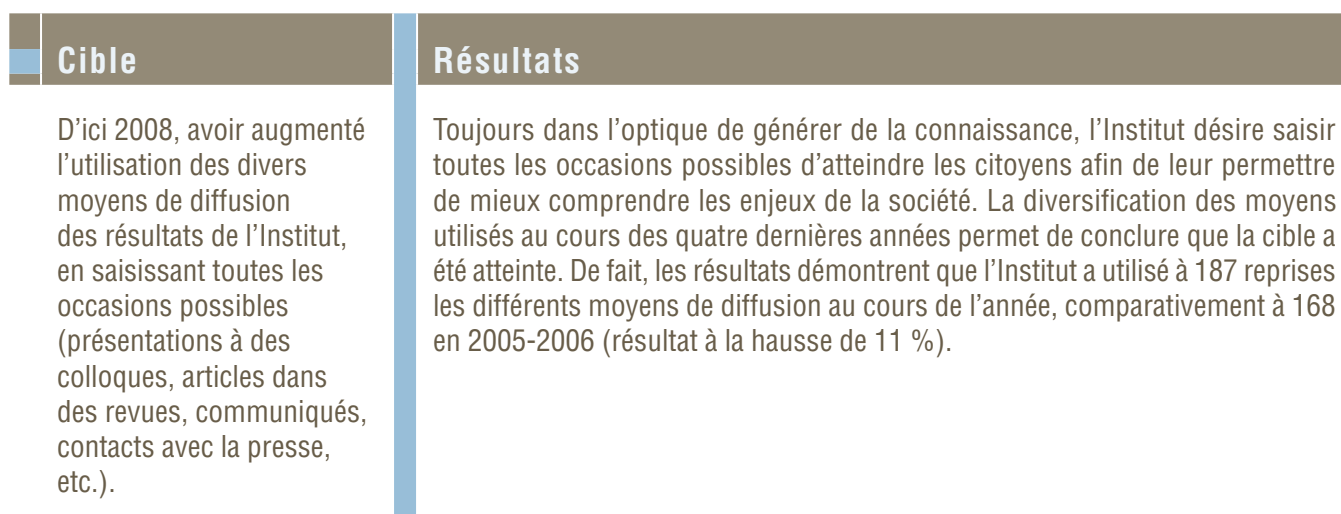 Cible
D'ici 2008, avoir augmenté
l'utilisation des divers
moyens de diffusion
des résultats de l'Institut,
en saisissant toutes les
occasions possibles
(présentations à des
colloques, articles dans
des revues, communiqués,
contacts avec la presse,
etc.).
Résultats
Toujours dans l'optique de générer de la connaissance, l'Institut désire saisir
toutes les occasions possibles d'atteindre les citoyens afin de leur permettre
de mieux comprendre les enjeux de la société. La diversification des moyens
utilisés au cours des quatre dernières années permet de conclure que la cible a
été atteinte. De fait, les résultats démontrent que l'Institut a utilisé à 187 reprises
les différents moyens de diffusion au cours de l'année, comparativement à 168
en 2005-2006 (résultat à la hausse de 11 %).